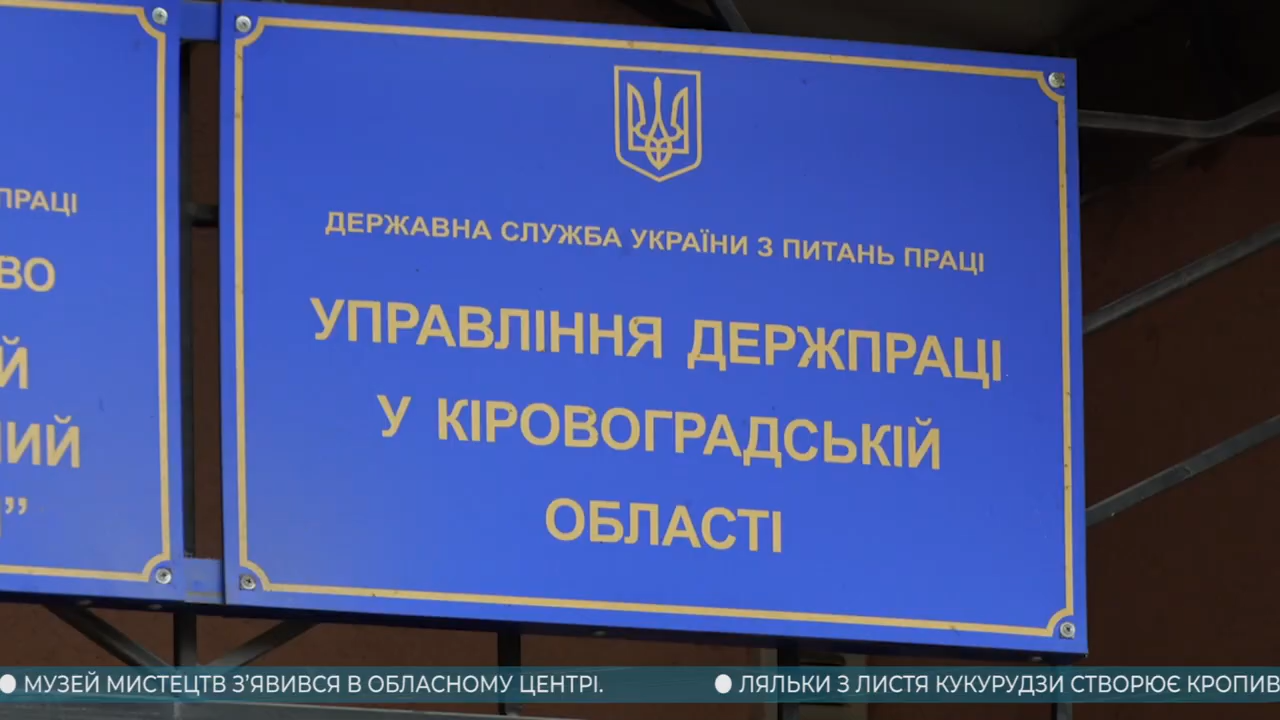 ПРАЦІ
ВО
Й
ИЙ
”
ДЕРЖАВНА СЛУЖБА УКРАЇНИ З ПИТАНЬ ПРАЦІ
УПРАВЛІННЯ ДЕРЖПРАЦІ
У КІРОВОГРАДСЬКІЙ
ОБЛАСТІ
МУЗЕЙ МИСТЕЦТВ З’ЯВИВСЯ В ОБЛАСНОМУ ЦЕНТРІ.
ЛЯЛЬКИ З ЛИСТЯ КУКУРУДЗИ СТВОРЮЄ КРОПИВ